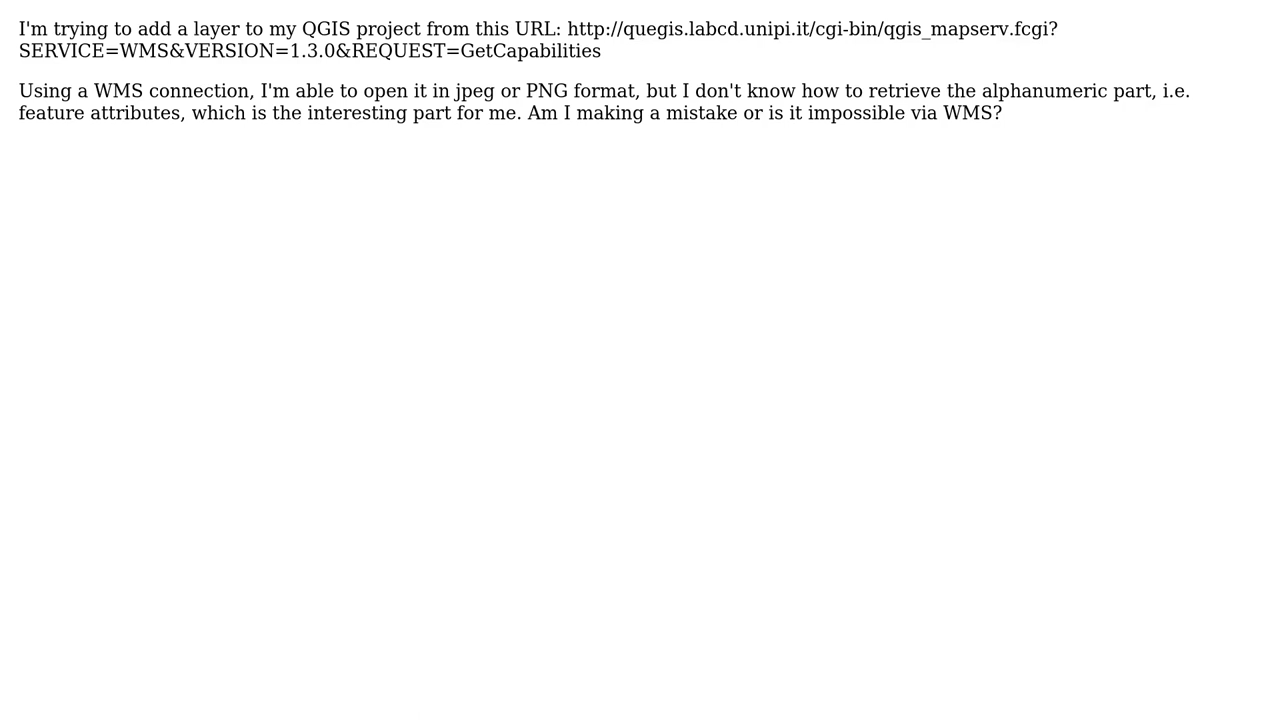 I'm trying to add a layer to my QGIS project from this URL: http://quegis.labcd.unipi.it/cgi-bin/qgis_mapserv.fcgi?
SERVICE=WMS&VERSION=1.3.0&REQUEST=GetCapabilities
Using a WMS connection, I'm able to open it in jpeg or PNG format, but I don't know how to retrieve the alphanumeric part, i.e.
feature attributes, which is the interesting part for me. Am I making a mistake or is it impossible via WMS?